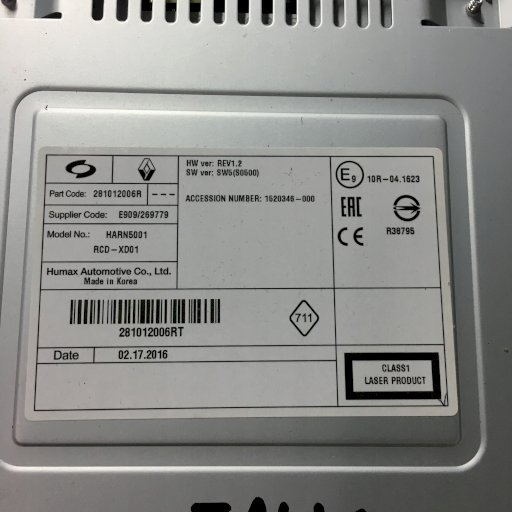 HW ver: REV1.2
SW ver: SW5(S0500)
Part Code: 281012006R ---
ACCESSION NUMBER: 1520346-000
E9 10R-04.1623
Supplier Code: E909/269779
EAC
Model No.: HARN5001
RCD-XD01
CE R38795
Humax Automotive Co., Ltd.
Made in Korea
281012006RT
711
Date 02.17.2016
CLASS1
LASER PRODUCT